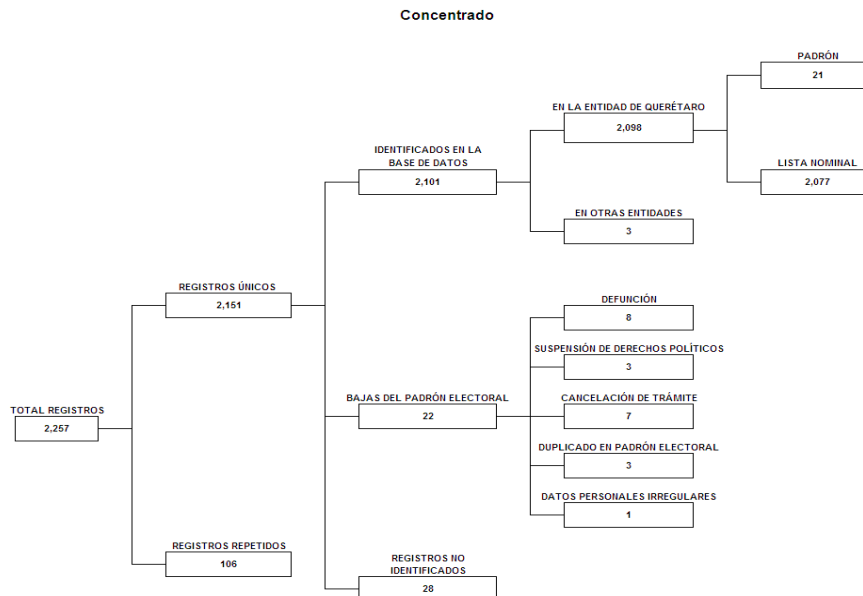 Concentrado
PADRÓN
21
EN LA ENTIDAD DE QUERÉTARO
2,098
IDENTIFICADOS EN LA
BASE DE DATOS
2,101
LISTA NOMINAL
2,077
EN OTRAS ENTIDADES
3
REGISTROS ÚNICOS
2,151
DEFUNCIÓN
8
SUSPENSIÓN DE DERECHOS POLÍTICOS
3
BAJAS DEL PADRÓN ELECTORAL
22
CANCELACIÓN DE TRÁMITE
7
TOTAL REGISTROS
2,257
DUPLICADO EN PADRÓN ELECTORAL
3
DATOS PERSONALES IRREGULARES
1
REGISTROS REPETIDOS
106
REGISTROS NO
IDENTIFICADOS
28